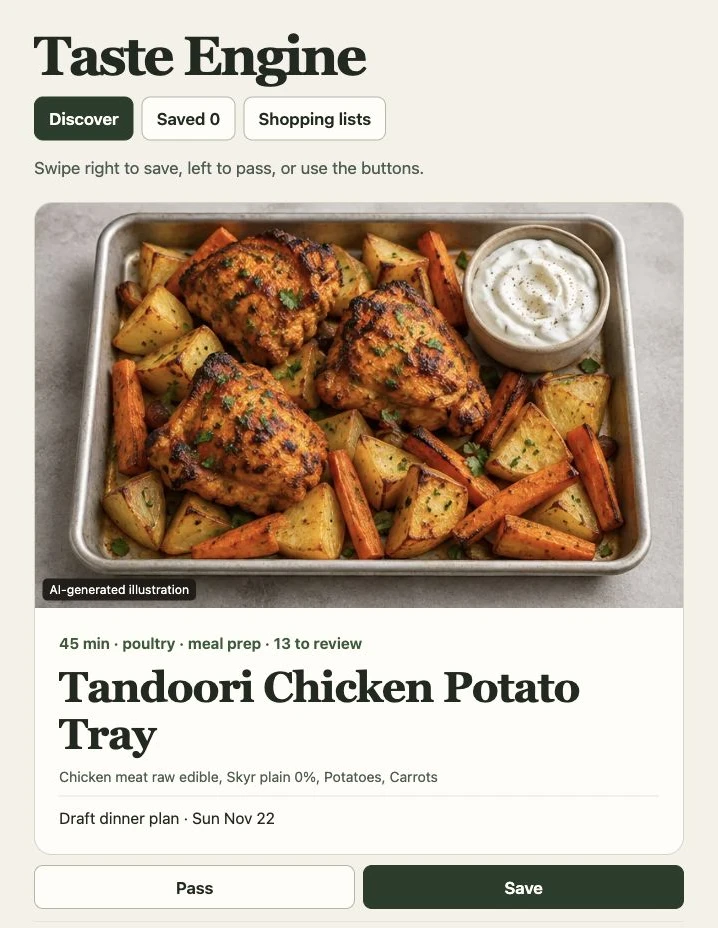 Taste Engine
Discover
Saved 0
Shopping lists
Swipe right to save, left to pass, or use the buttons.
AI-generated illustration
45 min · poultry · meal prep · 13 to review
Tandoori Chicken Potato
Tray
Chicken meat raw edible, Skyr plain 0%, Potatoes, Carrots
Draft dinner plan · Sun Nov 22
Pass
Save